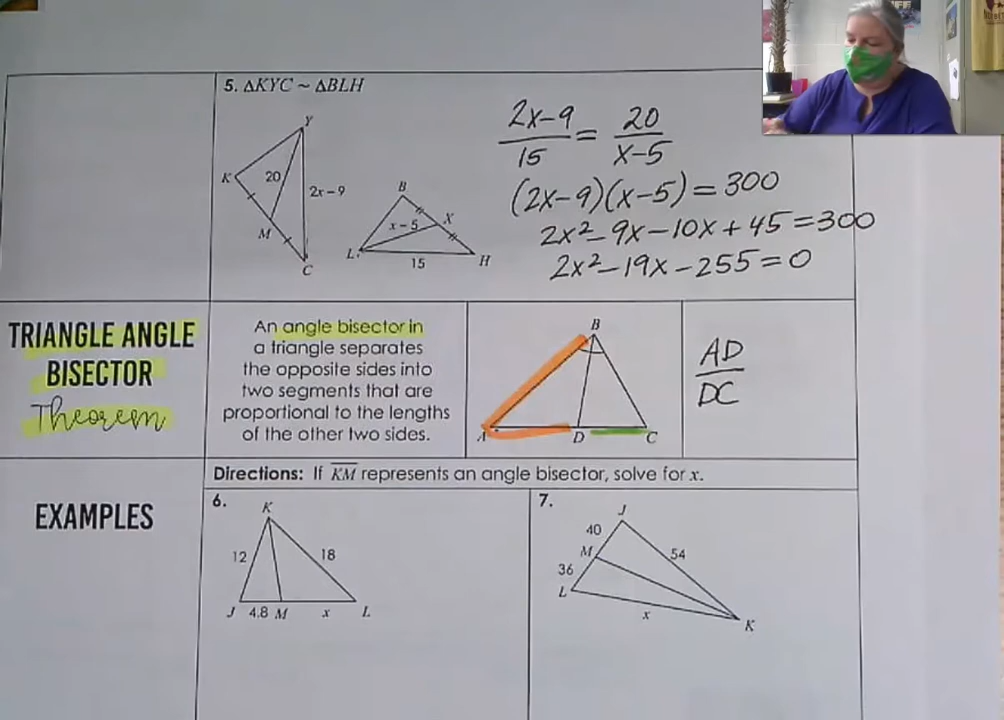 5. ΔKYC ~ ΔBLH
Y
K
20
2x − 9
M
C
B
X
x − 5
L
15
H
2x-9/15 = 20/x-5
(2x-9)(x-5) = 300
2x²-9x-10x+45=300
2x²-19x-255=0
TRIANGLE ANGLE
BISECTOR
Theorem
An angle bisector in
a triangle separates
the opposite sides into
two segments that are
proportional to the lengths
of the other two sides.
B
A
D
C
AD
DC
Directions: If KM represents an angle bisector, solve for x.
EXAMPLES
6.
K
12
18
J
4.8
M
x
L
7.
J
40
M
54
36
L
x
K